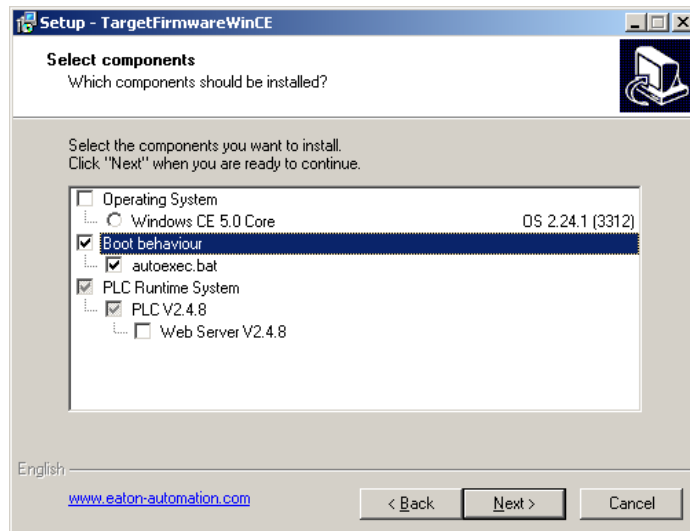 Setup - TargetFirmwareWinCE
Select components
Which components should be installed?
Select the components you want to install.
Click "Next" when you are ready to continue.
Operating System
Windows CE 5.0 Core OS 2.24.1 (3312)
Boot behaviour
autoexec.bat
PLC Runtime System
PLC V2.4.8
Web Server V2.4.8
English
www.eaton-automation.com < Back Next > Cancel